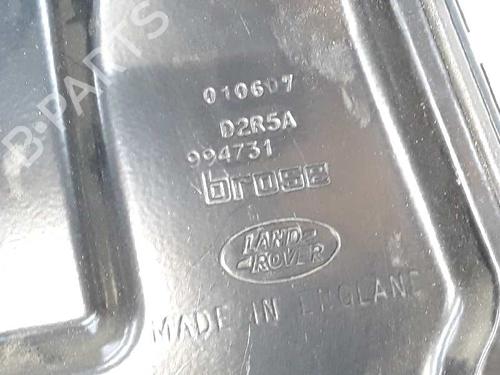 010607
D2R5A
994731
brose
LAND-
-ROVER
MADE IN ENGLAND
B-PARTS